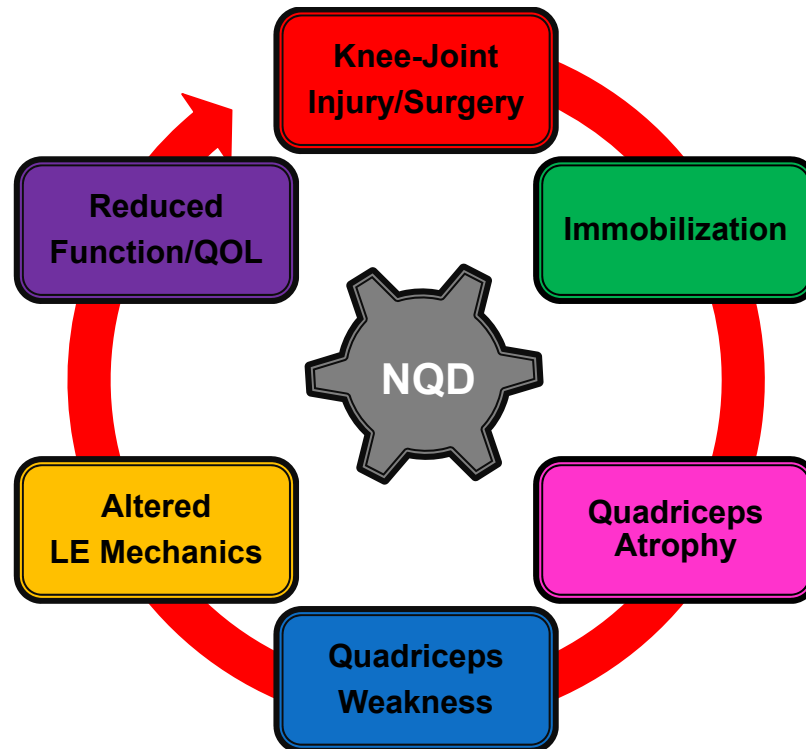 Knee-Joint
Injury/Surgery
Immobilization
Quadriceps
Atrophy
Quadriceps
Weakness
Altered
LE Mechanics
Reduced
Function/QOL
NQD